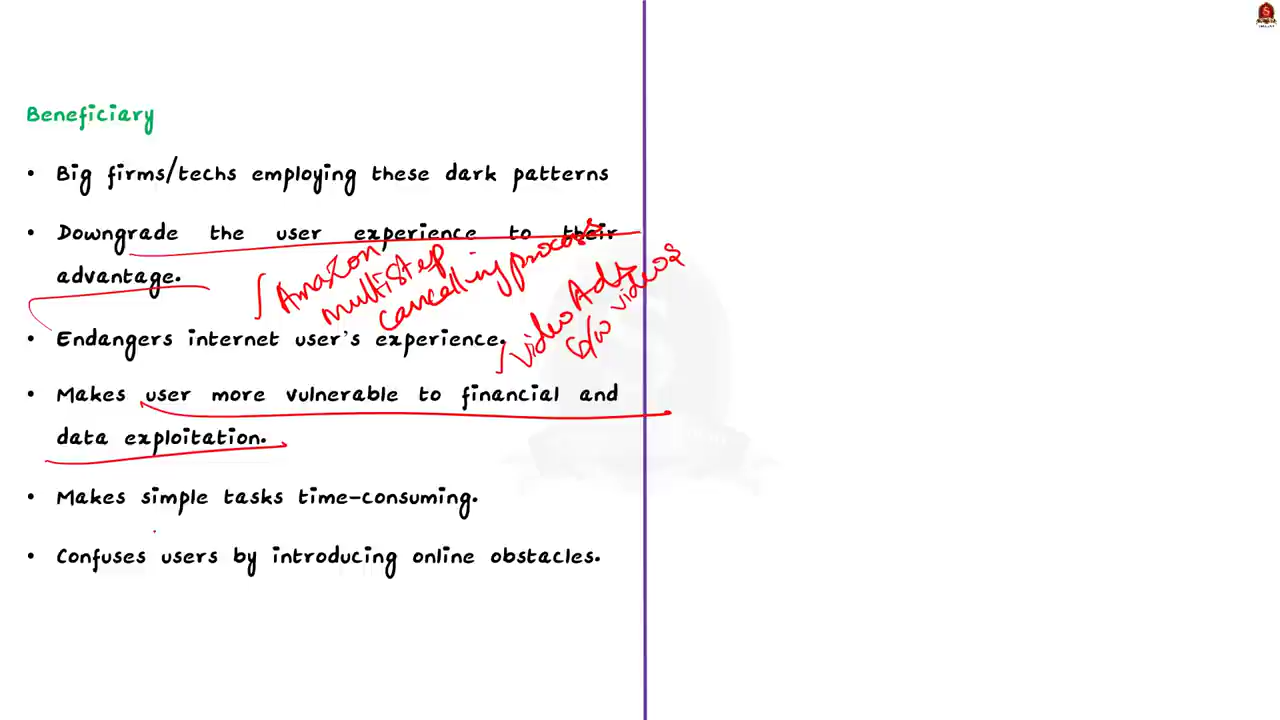 Beneficiary
• Big firms/techs employing these dark patterns
• Downgrade the user experience to their
advantage.
Amazon
multistep
cancelling process
• Endangers internet user's experience.
video Ads
b/w videos
• Makes user more vulnerable to financial and
data exploitation.
• Makes simple tasks time-consuming.
• Confuses users by introducing online obstacles.